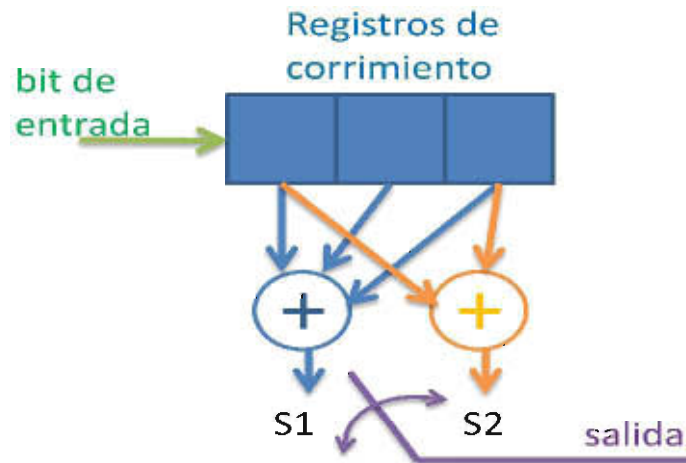 Registros de
corrimiento
bit de
entrada
+
+
S1
S2
salida